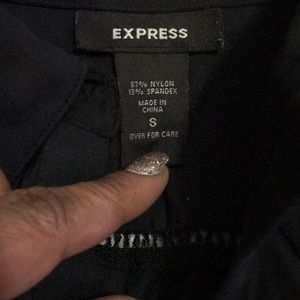 EXPRESS
87% NYLON
13% SPANDEX
MADE IN
CHINA
S
OVER FOR CARE